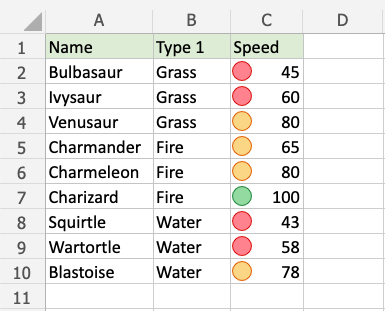 A B C D
1 Name Type 1 Speed
2 Bulbasaur Grass 45
3 Ivysaur Grass 60
4 Venusaur Grass 80
5 Charmander Fire 65
6 Charmeleon Fire 80
7 Charizard Fire 100
8 Squirtle Water 43
9 Wartortle Water 58
10 Blastoise Water 78
11